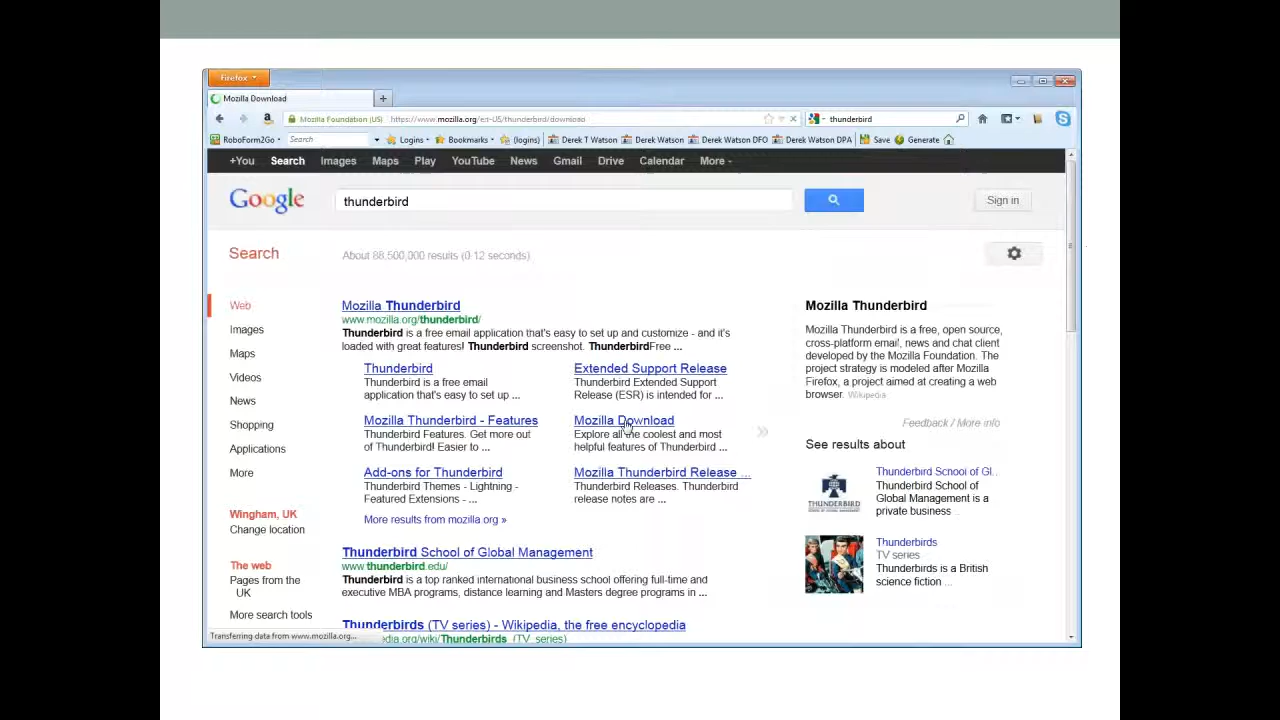 Firefox
Mozilla Download
Mozilla Foundation (US) https://www.mozilla.org/en-US/thunderbird/download thunderbird
RoboForm2Go Search Logins Bookmarks (logins) Derek T Watson Derek Watson Derek Watson DFO Derek Watson DPA Save Generate
+You Search Images Maps Play YouTube News Gmail Drive Calendar More
Google thunderbird Sign in
Search About 88,500,000 results (0.12 seconds)
Web
Images
Maps
Videos
News
Shopping
Applications
More
Wingham, UK
Change location
The web
Pages from the
UK
More search tools
Mozilla Thunderbird
www.mozilla.org/thunderbird/
Thunderbird is a free email application that's easy to set up and customize - and it's
loaded with great features! Thunderbird screenshot. ThunderbirdFree ...
Thunderbird
Thunderbird is a free email
application that's easy to set up ...
Extended Support Release
Thunderbird Extended Support
Release (ESR) is intended for ...
Mozilla Thunderbird - Features
Thunderbird Features. Get more out
of Thunderbird! Easier to ...
Mozilla Download
Explore all the coolest and most
helpful features of Thunderbird ...
Add-ons for Thunderbird
Thunderbird Themes - Lightning -
Featured Extensions - ...
Mozilla Thunderbird Release ...
Thunderbird Releases. Thunderbird
release notes are ...
More results from mozilla.org »
Thunderbird School of Global Management
www.thunderbird.edu/
Thunderbird is a top ranked international business school offering full-time and
executive MBA programs, distance learning and Masters degree programs in ...
Thunderbirds (TV series) - Wikipedia, the free encyclopedia
edia.org/wiki/Thunderbirds_(TV_series)
Mozilla Thunderbird
Mozilla Thunderbird is a free, open source,
cross-platform email, news and chat client
developed by the Mozilla Foundation. The
project strategy is modeled after Mozilla
Firefox, a project aimed at creating a web
browser. Wikipedia
Feedback / More info
See results about
THUNDERBIRD
Thunderbird School of Gl...
Thunderbird School of
Global Management is a
private business ...
Thunderbirds
TV series
Thunderbirds is a British
science fiction ...
Transferring data from www.mozilla.org...